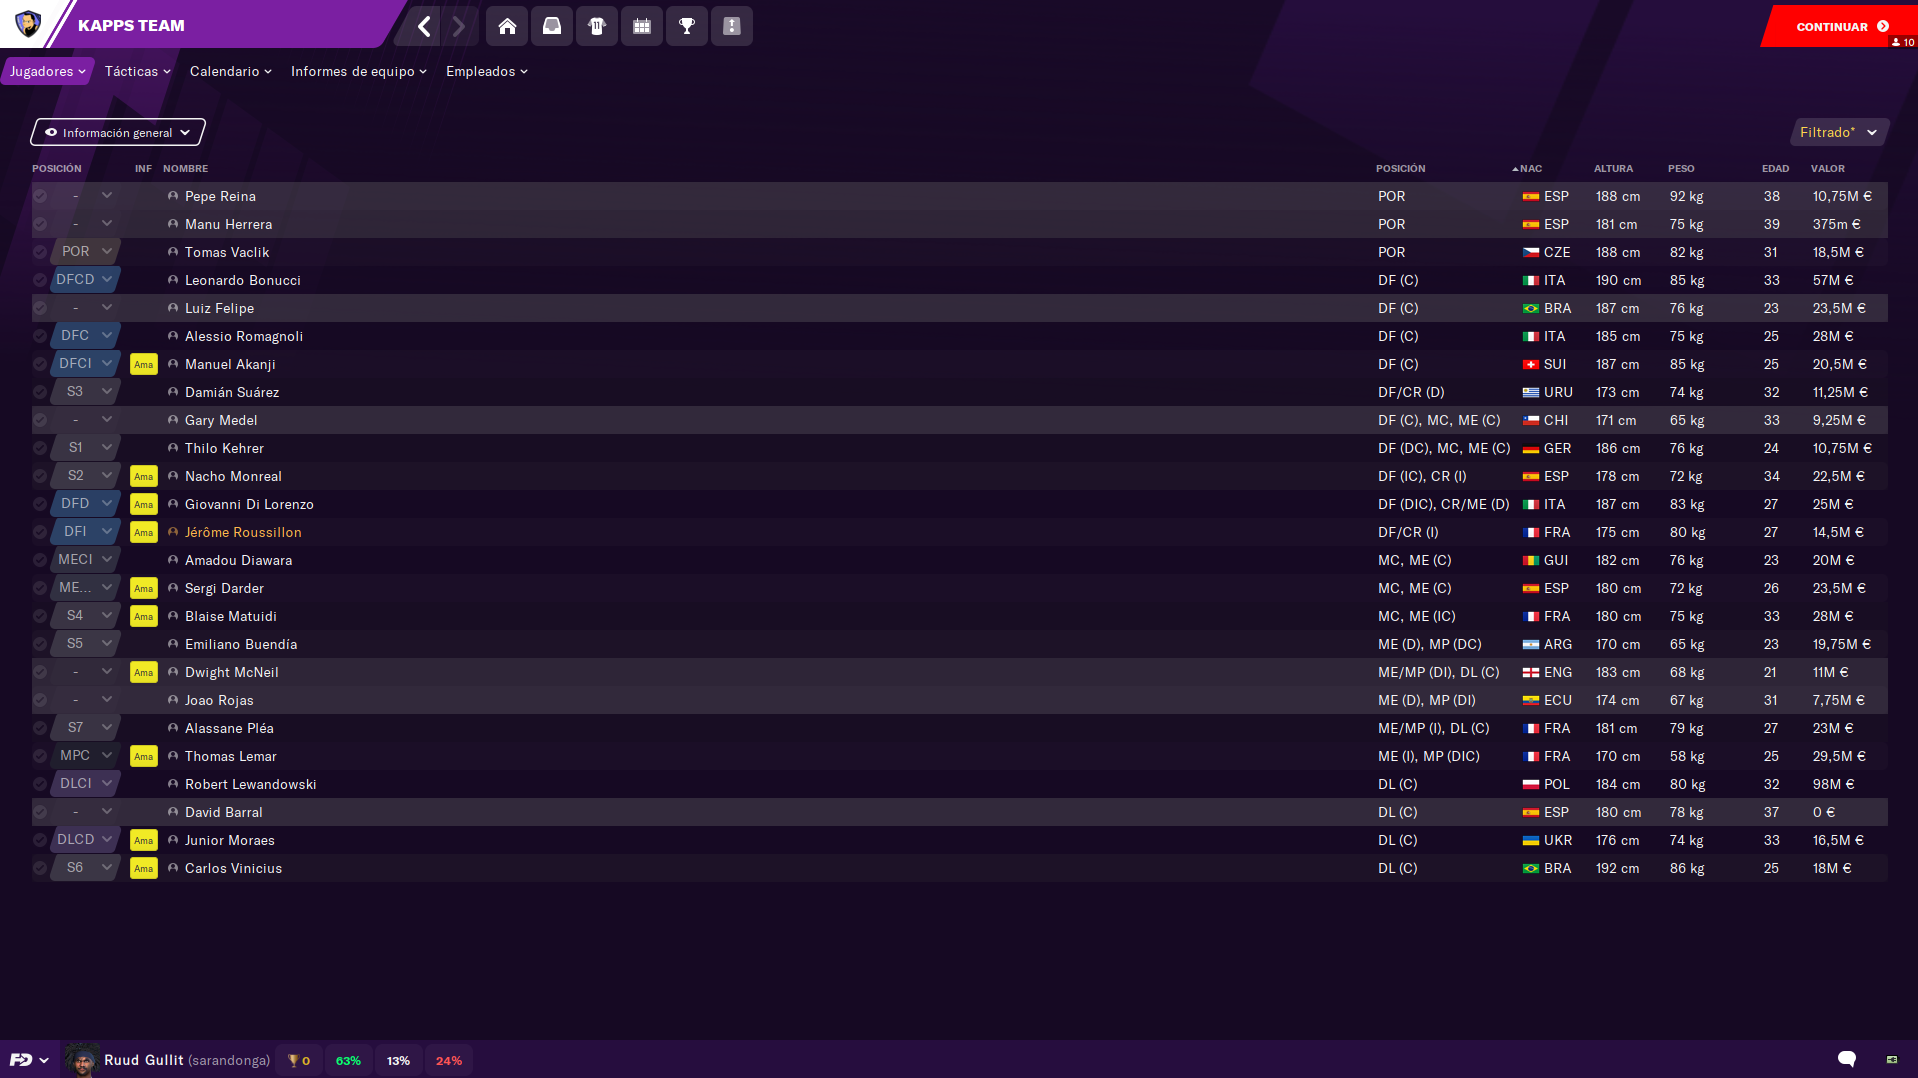 KAPPS TEAM
11
CONTINUAR
10
Jugadores Tácticas Calendario Informes de equipo Empleados
Información general Filtrado*
POSICIÓN INF NOMBRE POSICIÓN NAC ALTURA PESO EDAD VALOR
- Pepe Reina POR ESP 188 cm 92 kg 38 10,75M €
- Manu Herrera POR ESP 181 cm 75 kg 39 375m €
POR Tomas Vaclik POR CZE 188 cm 82 kg 31 18,5M €
DFCD Leonardo Bonucci DF (C) ITA 190 cm 85 kg 33 57M €
- Luiz Felipe DF (C) BRA 187 cm 76 kg 23 23,5M €
DFC Alessio Romagnoli DF (C) ITA 185 cm 75 kg 25 28M €
DFCI Ama Manuel Akanji DF (C) SUI 187 cm 85 kg 25 20,5M €
S3 Damián Suárez DF/CR (D) URU 173 cm 74 kg 32 11,25M €
- Gary Medel DF (C), MC, ME (C) CHI 171 cm 65 kg 33 9,25M €
S1 Thilo Kehrer DF (DC), MC, ME (C) GER 186 cm 76 kg 24 10,75M €
S2 Ama Nacho Monreal DF (IC), CR (I) ESP 178 cm 72 kg 34 22,5M €
DFD Ama Giovanni Di Lorenzo DF (DIC), CR/ME (D) ITA 187 cm 83 kg 27 25M €
DFI Ama Jérôme Roussillon DF/CR (I) FRA 175 cm 80 kg 27 14,5M €
MECI Amadou Diawara MC, ME (C) GUI 182 cm 76 kg 23 20M €
ME... Ama Sergi Darder MC, ME (C) ESP 180 cm 72 kg 26 23,5M €
S4 Ama Blaise Matuidi MC, ME (IC) FRA 180 cm 75 kg 33 28M €
S5 Emiliano Buendía ME (D), MP (DC) ARG 170 cm 65 kg 23 19,75M €
- Ama Dwight McNeil ME/MP (DI), DL (C) ENG 183 cm 68 kg 21 11M €
- Joao Rojas ME (D), MP (DI) ECU 174 cm 67 kg 31 7,75M €
S7 Alassane Pléa ME/MP (I), DL (C) FRA 181 cm 79 kg 27 23M €
MPC Ama Thomas Lemar ME (I), MP (DIC) FRA 170 cm 58 kg 25 29,5M €
DLCI Robert Lewandowski DL (C) POL 184 cm 80 kg 32 98M €
- David Barral DL (C) ESP 180 cm 78 kg 37 0 €
DLCD Ama Junior Moraes DL (C) UKR 176 cm 74 kg 33 16,5M €
S6 Ama Carlos Vinicius DL (C) BRA 192 cm 86 kg 25 18M €
FD Ruud Gullit (sarandonga) 0 63% 13% 24%